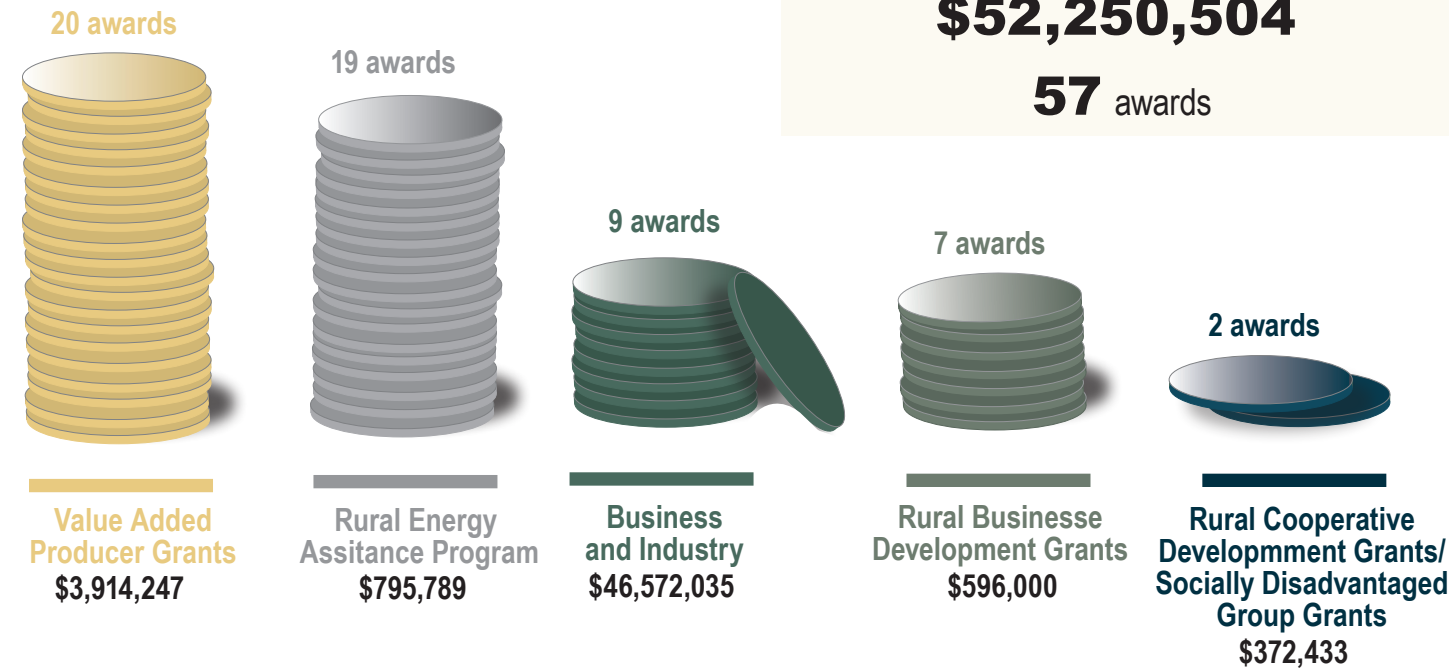 $52,250,504
57 awards
20 awards
19 awards
9 awards
7 awards
2 awards
Value Added
Producer Grants
$3,914,247
Rural Energy
Assitance Program
$795,789
Business
and Industry
$46,572,035
Rural Businesse
Development Grants
$596,000
Rural Cooperative
Developmment Grants/
Socially Disadvantaged
Group Grants
$372,433